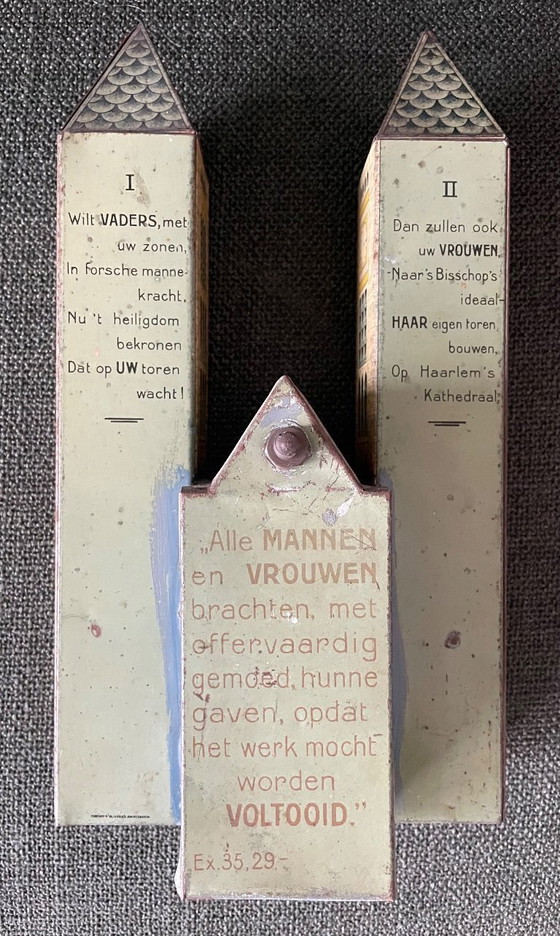 I
Wilt VADERS, met
uw zonen,
In forsche manne-
kracht,
Nu 't heiligdom
bekronen
Dat op UW toren
wacht!
II
Dan zullen ook
uw VROUWEN,
-Naar's Bisschop's
ideaal-
HAAR eigen toren
bouwen,
Op Haarlem's
Kathedraal.
„Alle MANNEN
en VROUWEN
brachten, met
offervaardig
gemoed, hunne
gaven, opdat
het werk mocht
worden
VOLTOOID.”
Ex. 35, 29.-